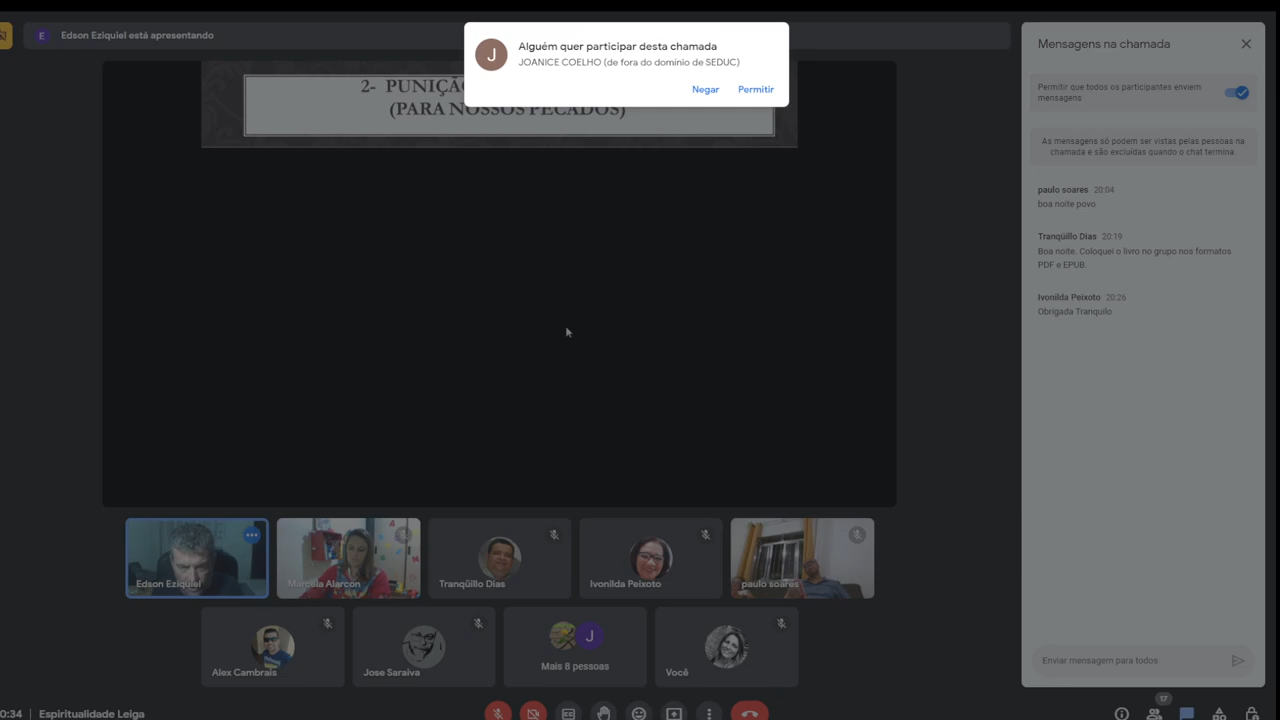 E Edson Eziquiel está apresentando
J Alguém quer participar desta chamada
JOANICE COELHO (de fora do domínio de SEDUC)
Negar Permitir
2- PUNIÇÃ
(PARA NOSSOS PECADOS)
Mensagens na chamada
Permitir que todos os participantes enviem
mensagens
As mensagens só podem ser vistas pelas pessoas na
chamada e são excluídas quando o chat termina.
paulo soares 20:04
boa noite povo
Tranqüillo Dias 20:19
Boa noite. Coloquei o livro no grupo nos formatos
PDF e EPUB.
Ivonilda Peixoto 20:26
Obrigada Tranquilo
Enviar mensagem para todos
Edson Eziquiel
Marcela Alarcon
Tranqüillo Dias
Ivonilda Peixoto
paulo soares
Alex Cambrais
Jose Saraiva
J
Mais 8 pessoas
Você
0:34 | Espiritualidade Leiga
17